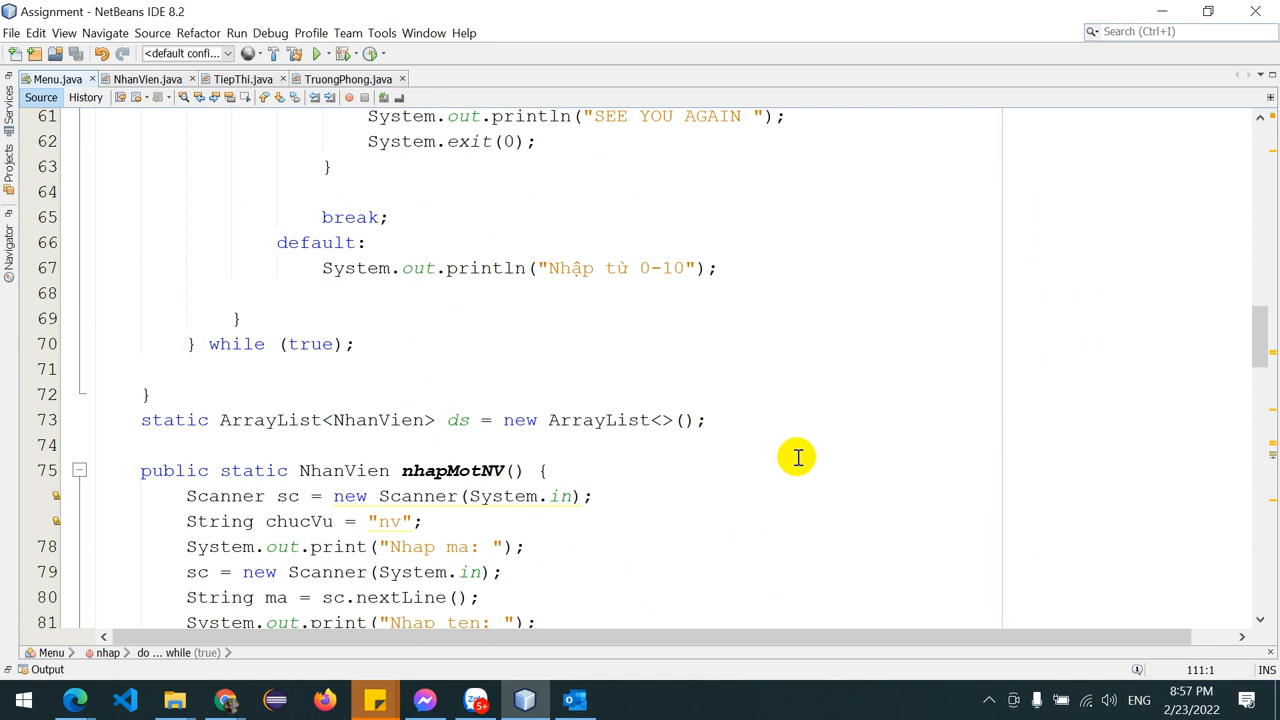 Assignment - NetBeans IDE 8.2
File Edit View Navigate Source Refactor Run Debug Profile Team Tools Window Help
Search (Ctrl+I)
<default confi...
Menu.java NhanVien.java TiepThi.java TruongPhong.java
Source History
Services
Projects
Navigator
61 System.out.println("SEE YOU AGAIN ");
62 System.exit(0);
63 }
64
65 break;
66 default:
67 System.out.println("Nhập từ 0-10");
68
69 }
70 } while (true);
71
72 }
73 static ArrayList<NhanVien> ds = new ArrayList<>();
74
75 public static NhanVien nhapMotNV() {
Scanner sc = new Scanner(System.in);
String chucVu = "nv";
78 System.out.print("Nhap ma: ");
79 sc = new Scanner(System.in);
80 String ma = sc.nextLine();
81 System.out.print("Nhap ten: ");
Menu nhap do ... while (true)
Output
111:1 INS
5+
ENG
8:57 PM
2/23/2022